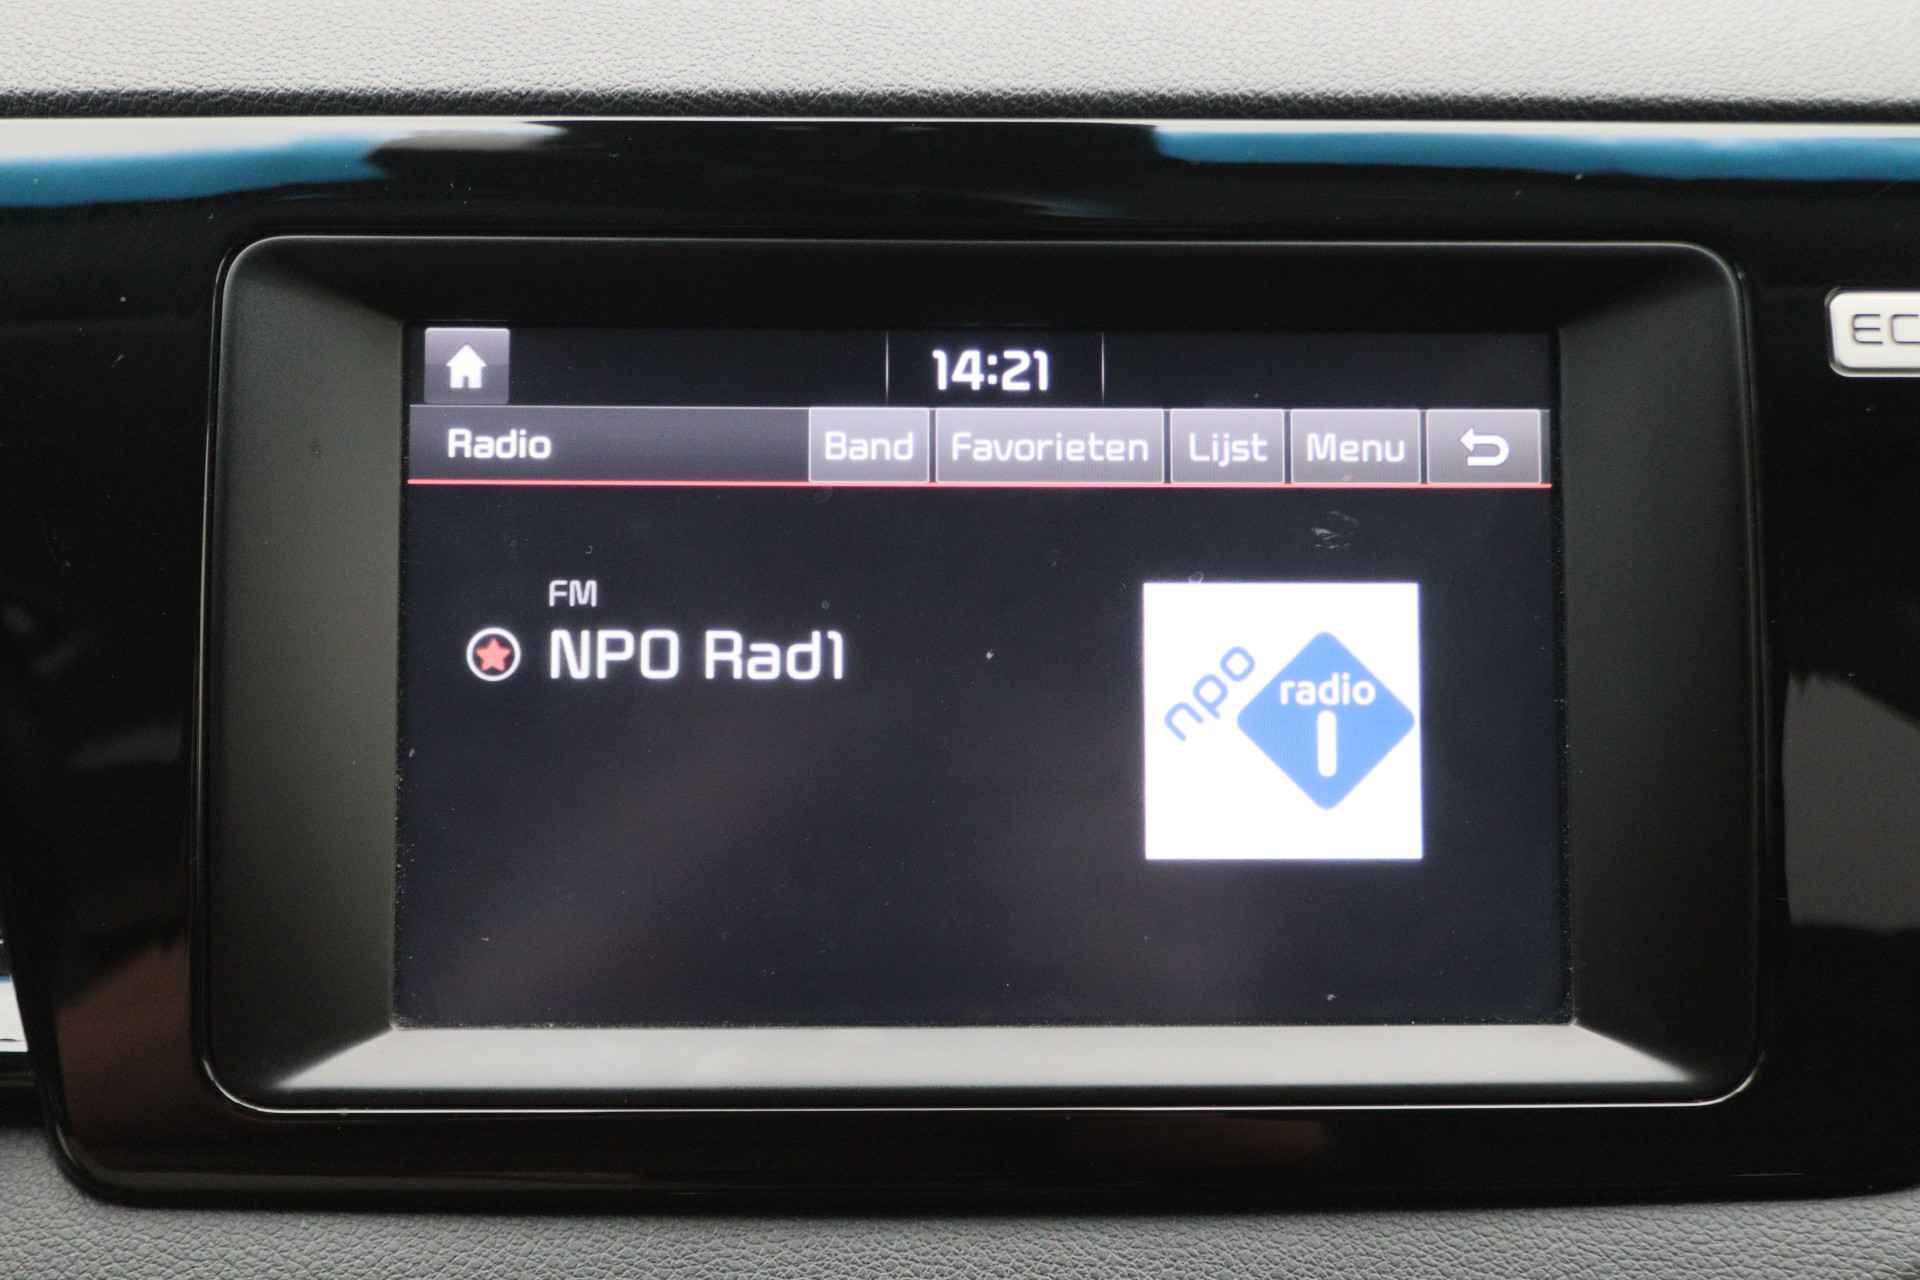 14:21
Radio Band Favorieten Lijst Menu
FM
NPO Rad1
npo radio 1